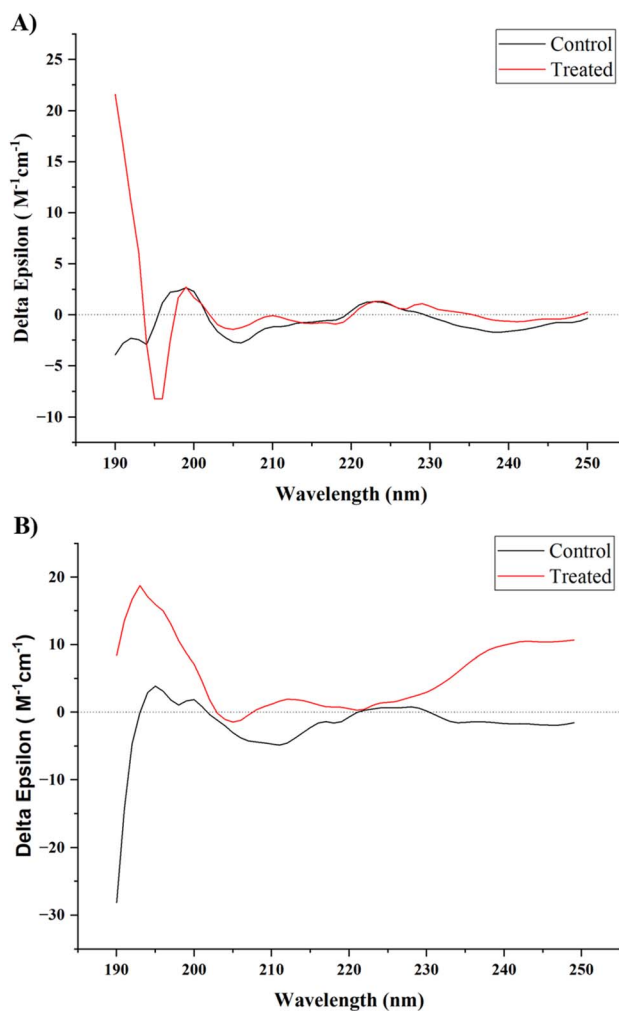 A)
Control
Treated
25
20
15
10
5
0
−5
−10
Delta Epsilon ( M⁻¹cm⁻¹)
190 200 210 220 230 240 250
Wavelength (nm)
B)
Control
Treated
20
10
0
−10
−20
−30
Delta Epsilon ( M⁻¹cm⁻¹)
190 200 210 220 230 240 250
Wavelength (nm)